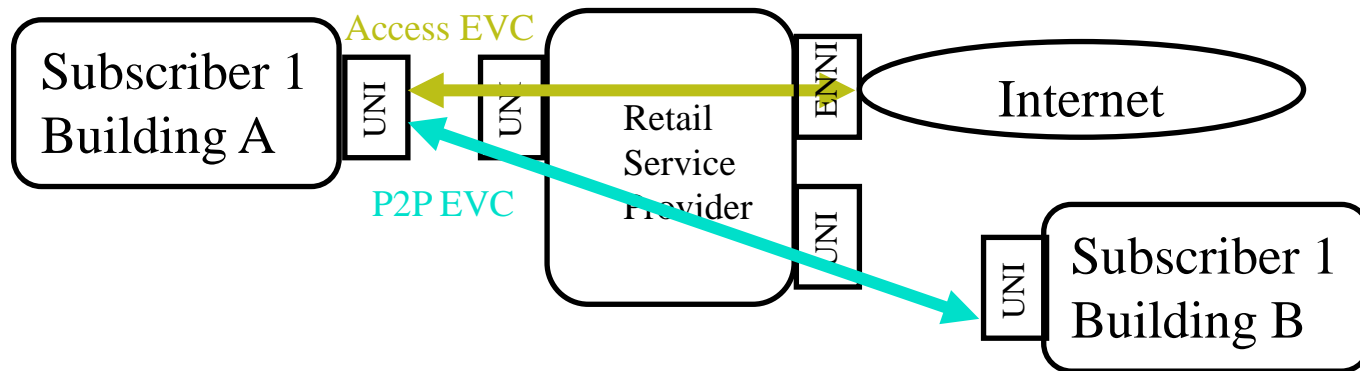 Access EVC
Subscriber 1
Building A
UNI
UNI
Retail
Service
Provider
ENNI
Internet
P2P EVC
UNI
UNI
Subscriber 1
Building B